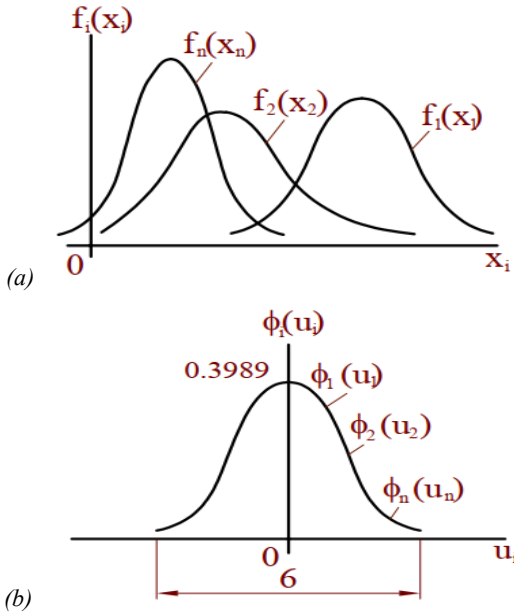 fᵢ(xᵢ)
fₙ(xₙ)
f₂(x₂)
f₁(x₁)
0
xᵢ
(a)
ϕᵢ(uᵢ)
0.3989
ϕ₁(u₁)
ϕ₂(u₂)
ϕₙ(uₙ)
0
uᵢ
6
(b)